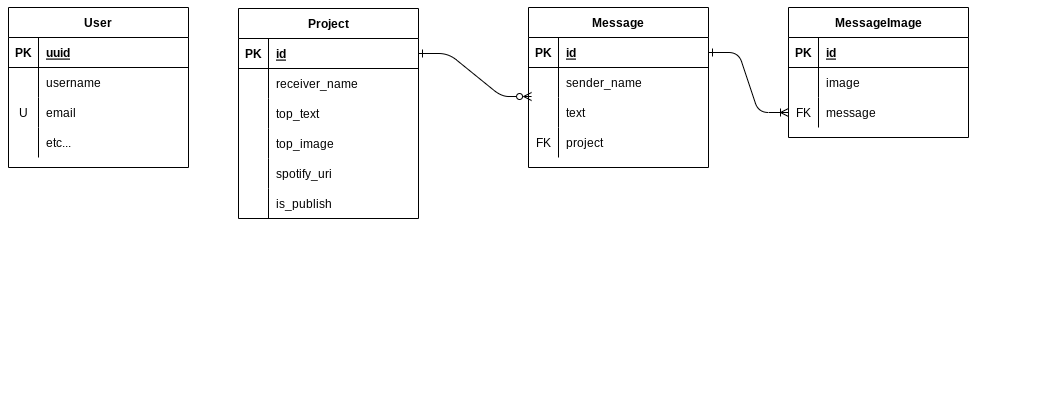 User
PK uuid
username
U email
etc...
Project
PK id
receiver_name
top_text
top_image
spotify_uri
is_publish
Message
PK id
sender_name
text
FK project
MessageImage
PK id
image
FK message